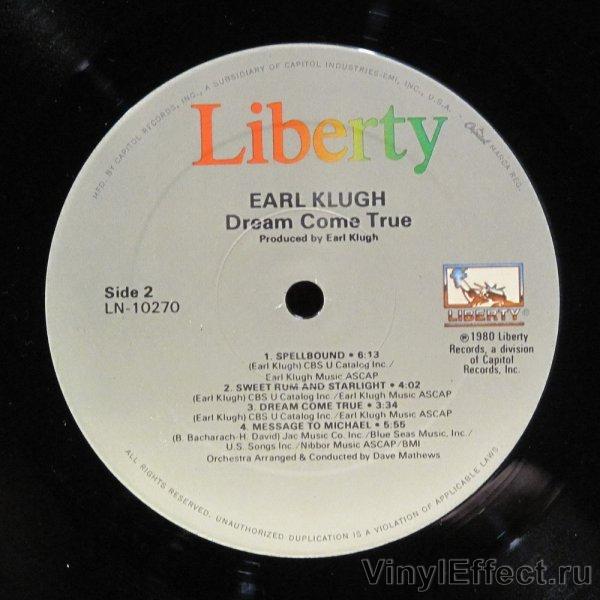 MFD. BY CAPITOL RECORDS, INC., A SUBSIDIARY OF CAPITOL INDUSTRIES-EMI, INC., U.S.A. • Capitol MARCA REG.
Liberty
EARL KLUGH
Dream Come True
Produced by Earl Klugh
Side 2
LN-10270
LIBERTY®
℗1980 Liberty
Records, a division
of Capitol
Records, Inc.
1. SPELLBOUND • 6:13
(Earl Klugh) CBS U Catalog Inc./
Earl Klugh Music ASCAP
2. SWEET RUM AND STARLIGHT • 4:02
(Earl Klugh) CBS U Catalog Inc./Earl Klugh Music ASCAP
3. DREAM COME TRUE • 3:34
(Earl Klugh) CBS U Catalog Inc./Earl Klugh Music ASCAP
4. MESSAGE TO MICHAEL • 5:55
(B. Bacharach-H. David) Jac Music Co. Inc./Blue Seas Music, Inc./
U.S. Songs Inc./Nibbor Music ASCAP/BMI
Orchestra Arranged & Conducted by Dave Mathews
ALL RIGHTS RESERVED. UNAUTHORIZED DUPLICATION IS A VIOLATION OF APPLICABLE LAWS
VinylEffect.ru